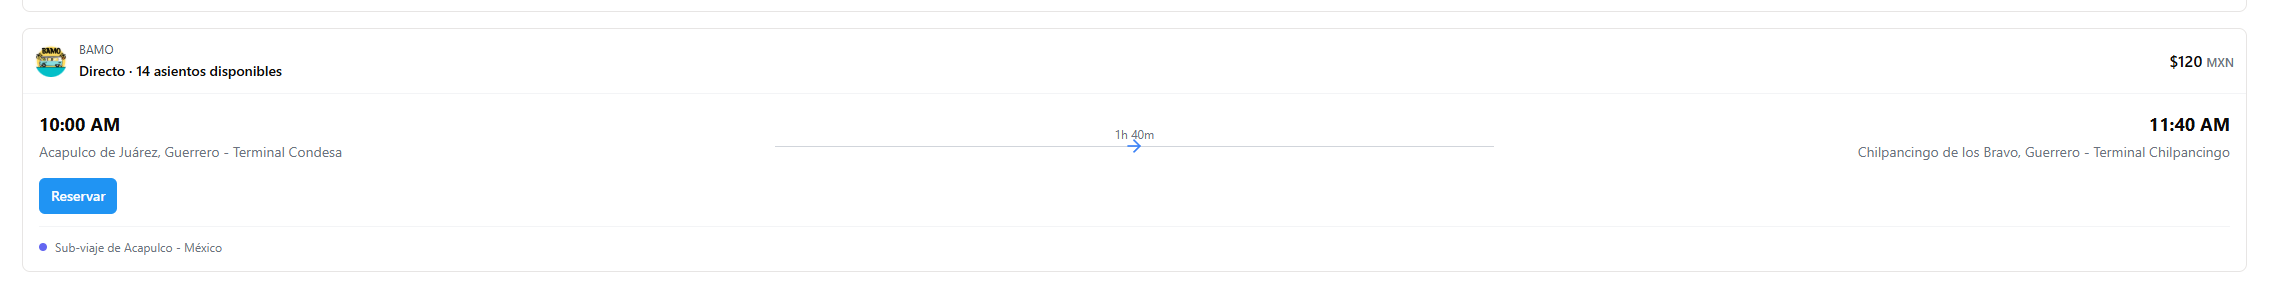 BAMO
BAMO
Directo · 14 asientos disponibles
$120 MXN
10:00 AM
1h 40m
11:40 AM
Acapulco de Juárez, Guerrero - Terminal Condesa
Chilpancingo de los Bravo, Guerrero - Terminal Chilpancingo
Reservar
Sub-viaje de Acapulco - México